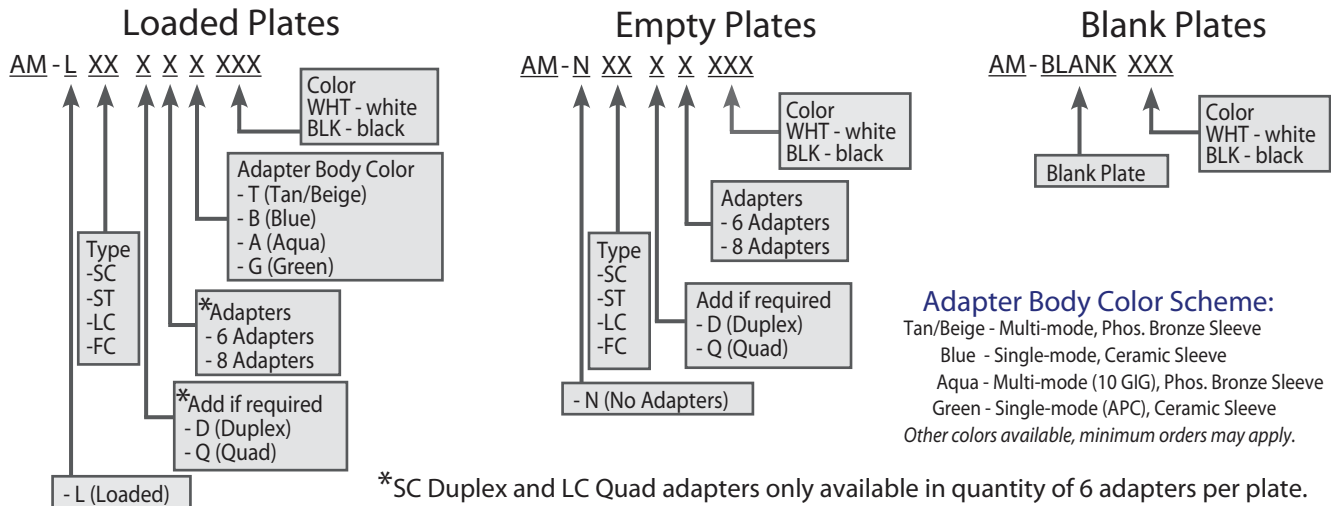 Loaded Plates
AM-L XX X X X XXX
Color
WHT - white
BLK - black
Adapter Body Color
- T (Tan/Beige)
- B (Blue)
- A (Aqua)
- G (Green)
Type
-SC
-ST
-LC
-FC
*Adapters
- 6 Adapters
- 8 Adapters
*Add if required
- D (Duplex)
- Q (Quad)
- L (Loaded)
Empty Plates
AM-N XX X X XXX
Color
WHT - white
BLK - black
Adapters
- 6 Adapters
- 8 Adapters
Type
-SC
-ST
-LC
-FC
Add if required
- D (Duplex)
- Q (Quad)
- N (No Adapters)
Blank Plates
AM-BLANK XXX
Color
WHT - white
BLK - black
Blank Plate
Adapter Body Color Scheme:
Tan/Beige - Multi-mode, Phos. Bronze Sleeve
Blue - Single-mode, Ceramic Sleeve
Aqua - Multi-mode (10 GIG), Phos. Bronze Sleeve
Green - Single-mode (APC), Ceramic Sleeve
Other colors available, minimum orders may apply.
*SC Duplex and LC Quad adapters only available in quantity of 6 adapters per plate.